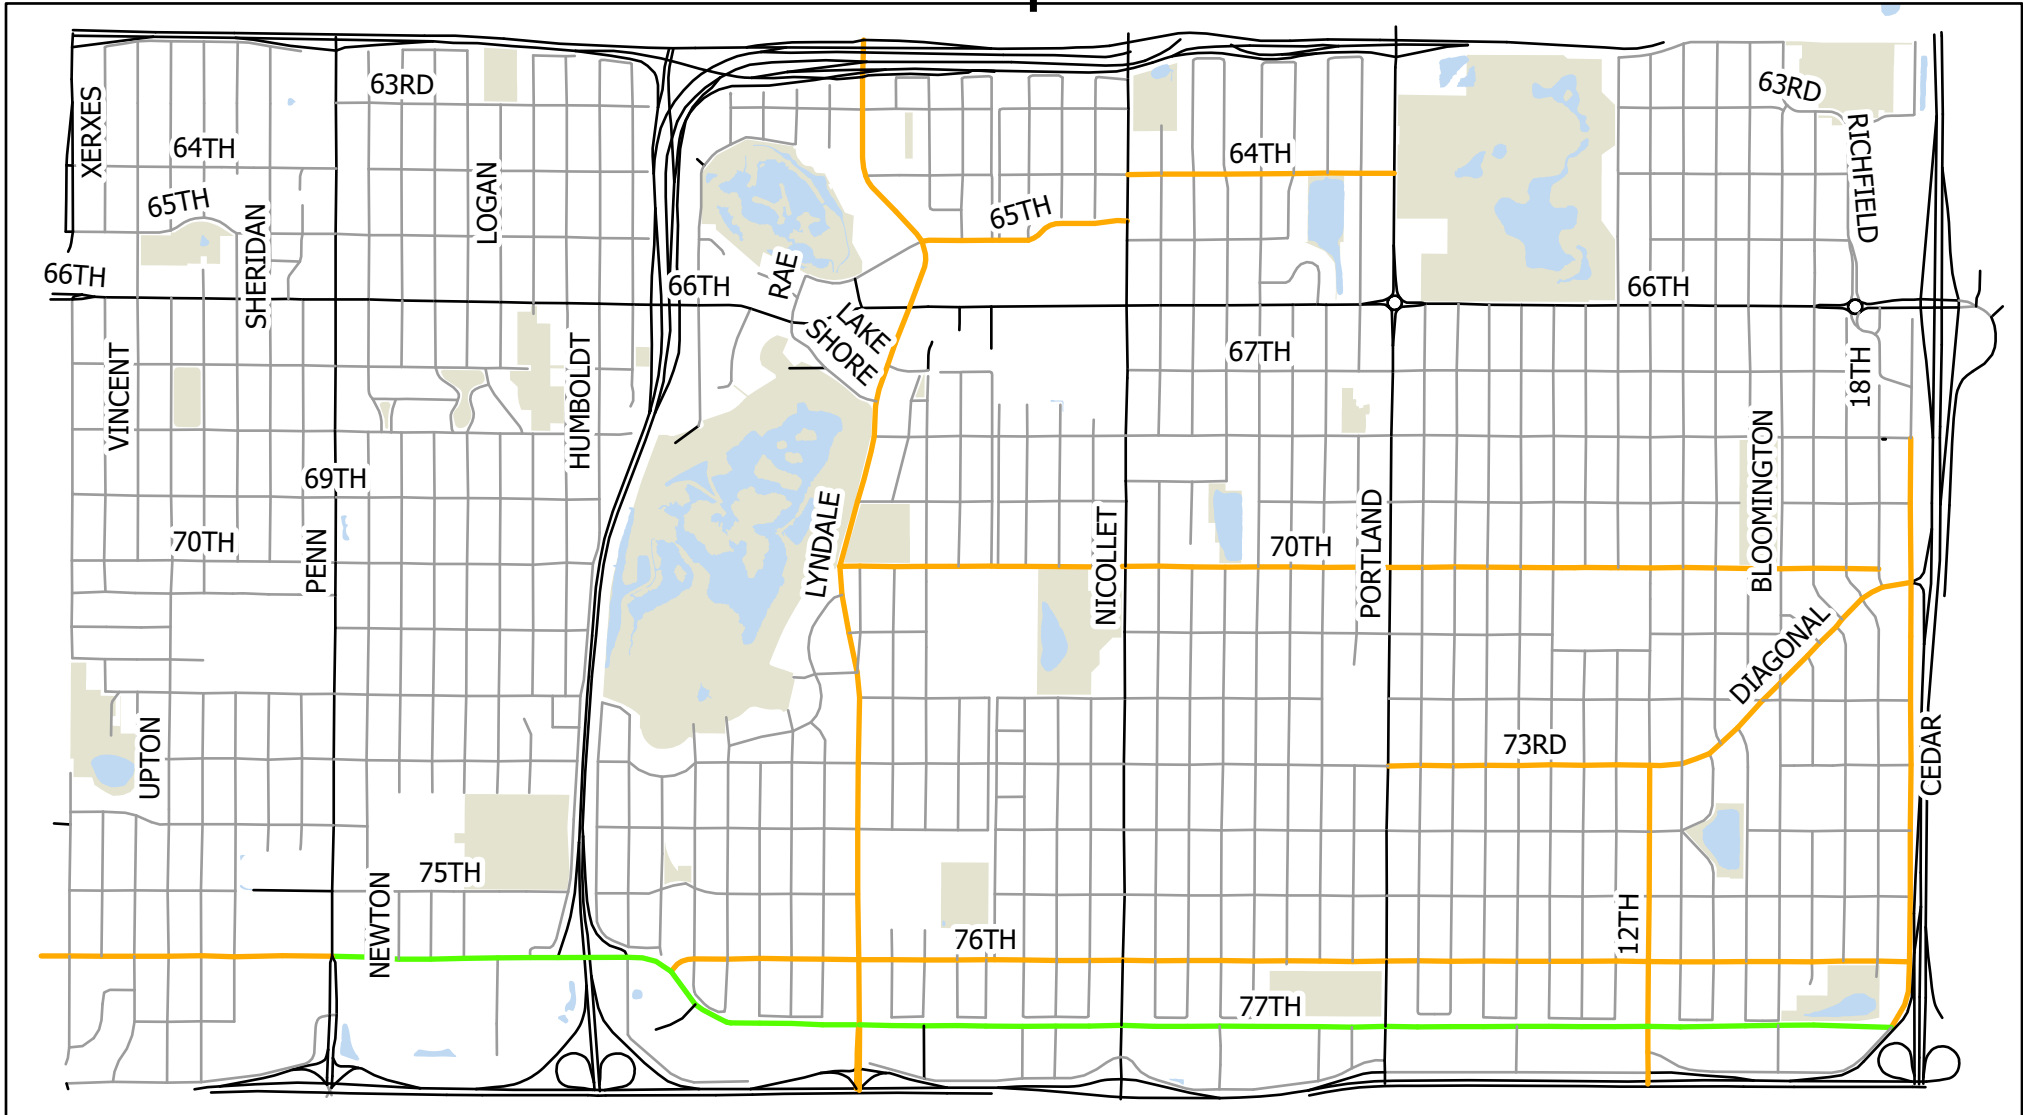 63RD
63RD
XERXES
64TH
64TH
RICHFIELD
LOGAN
65TH
65TH
SHERIDAN
66TH
66TH
RAE
66TH
LAKE
SHORE
67TH
VINCENT
HUMBOLDT
18TH
69TH
BLOOMINGTON
70TH
PENN
LYNDALE
NICOLLET
70TH
PORTLAND
DIAGONAL
UPTON
73RD
CEDAR
75TH
NEWTON
76TH
12TH
77TH